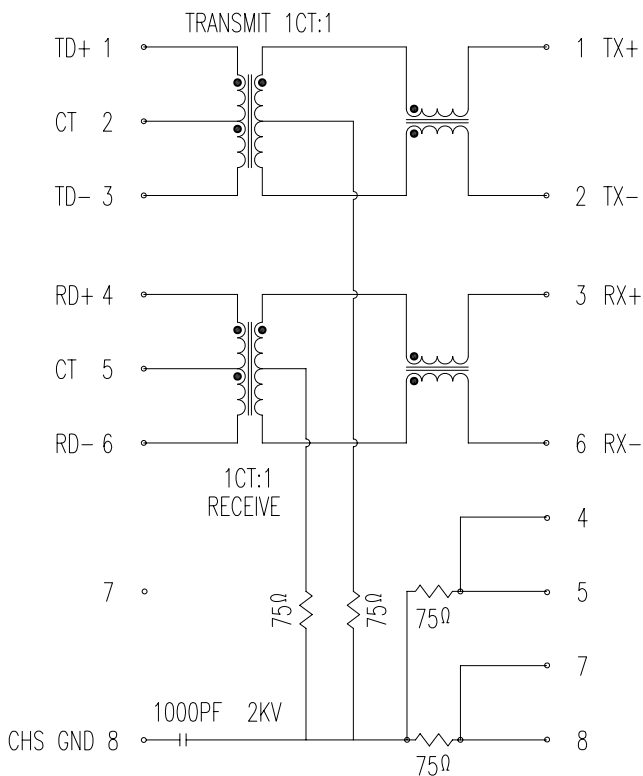 TRANSMIT 1CT:1
TD+ 1
1 TX+
CT 2
TD- 3
2 TX-
RD+ 4
3 RX+
CT 5
RD- 6
6 RX-
1CT:1
RECEIVE
4
7
75Ω
75Ω
75Ω
5
7
1000PF 2KV
CHS GND 8
8
75Ω